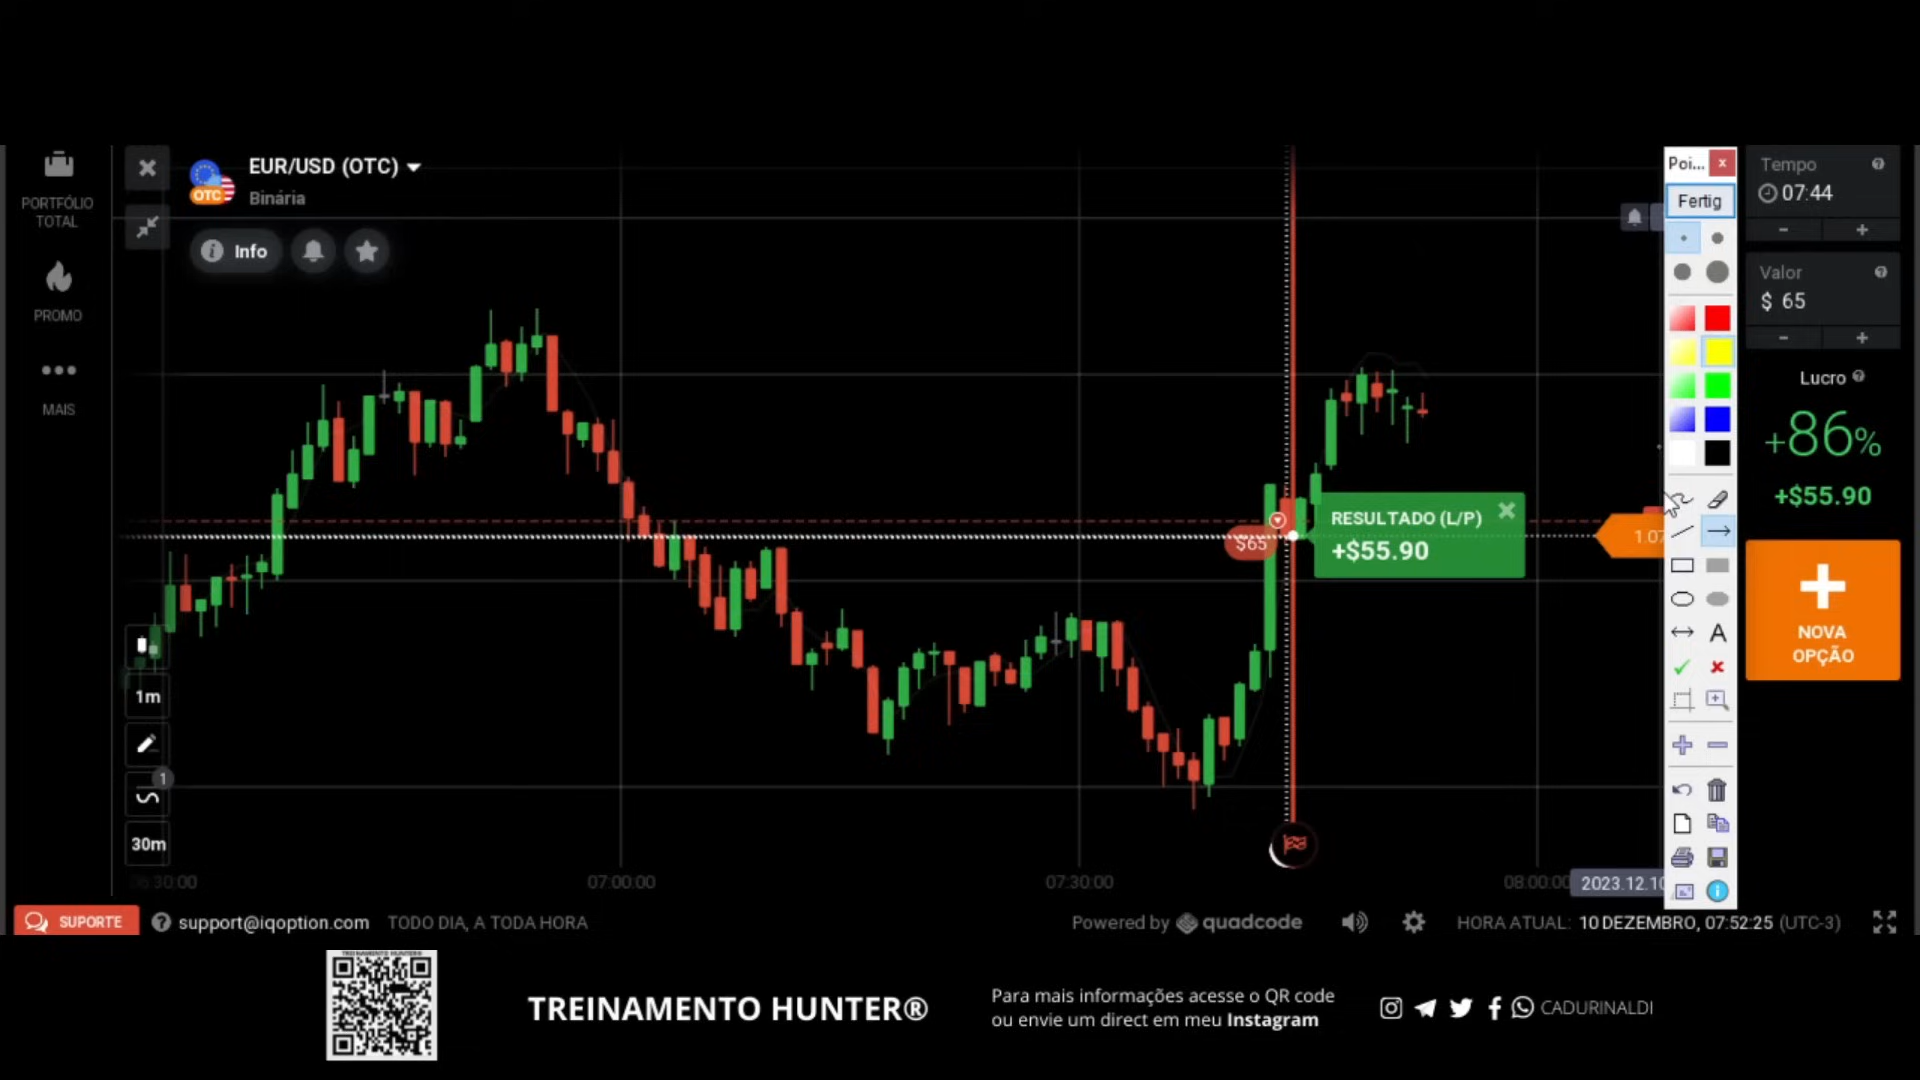 PORTFÓLIO
TOTAL
PROMO
MAIS
EUR/USD (OTC)
OTC
Binária
Info
1m
1
30m
$65
RESULTADO (L/P)
+$55.90
1.07
07:00:00
07:30:00
08:00:00
2023.12.10
Poi...
Fertig
A
Tempo
07:44
Valor
$ 65
Lucro
+86%
+$55.90
NOVA
OPÇÃO
SUPORTE
support@iqoption.com
TODO DIA, A TODA HORA
Powered by quadcode
HORA ATUAL: 10 DEZEMBRO, 07:52:25 (UTC-3)
TREINAMENTO HUNTER®
Para mais informações acesse o QR code
ou envie um direct em meu Instagram
CADURINALDI